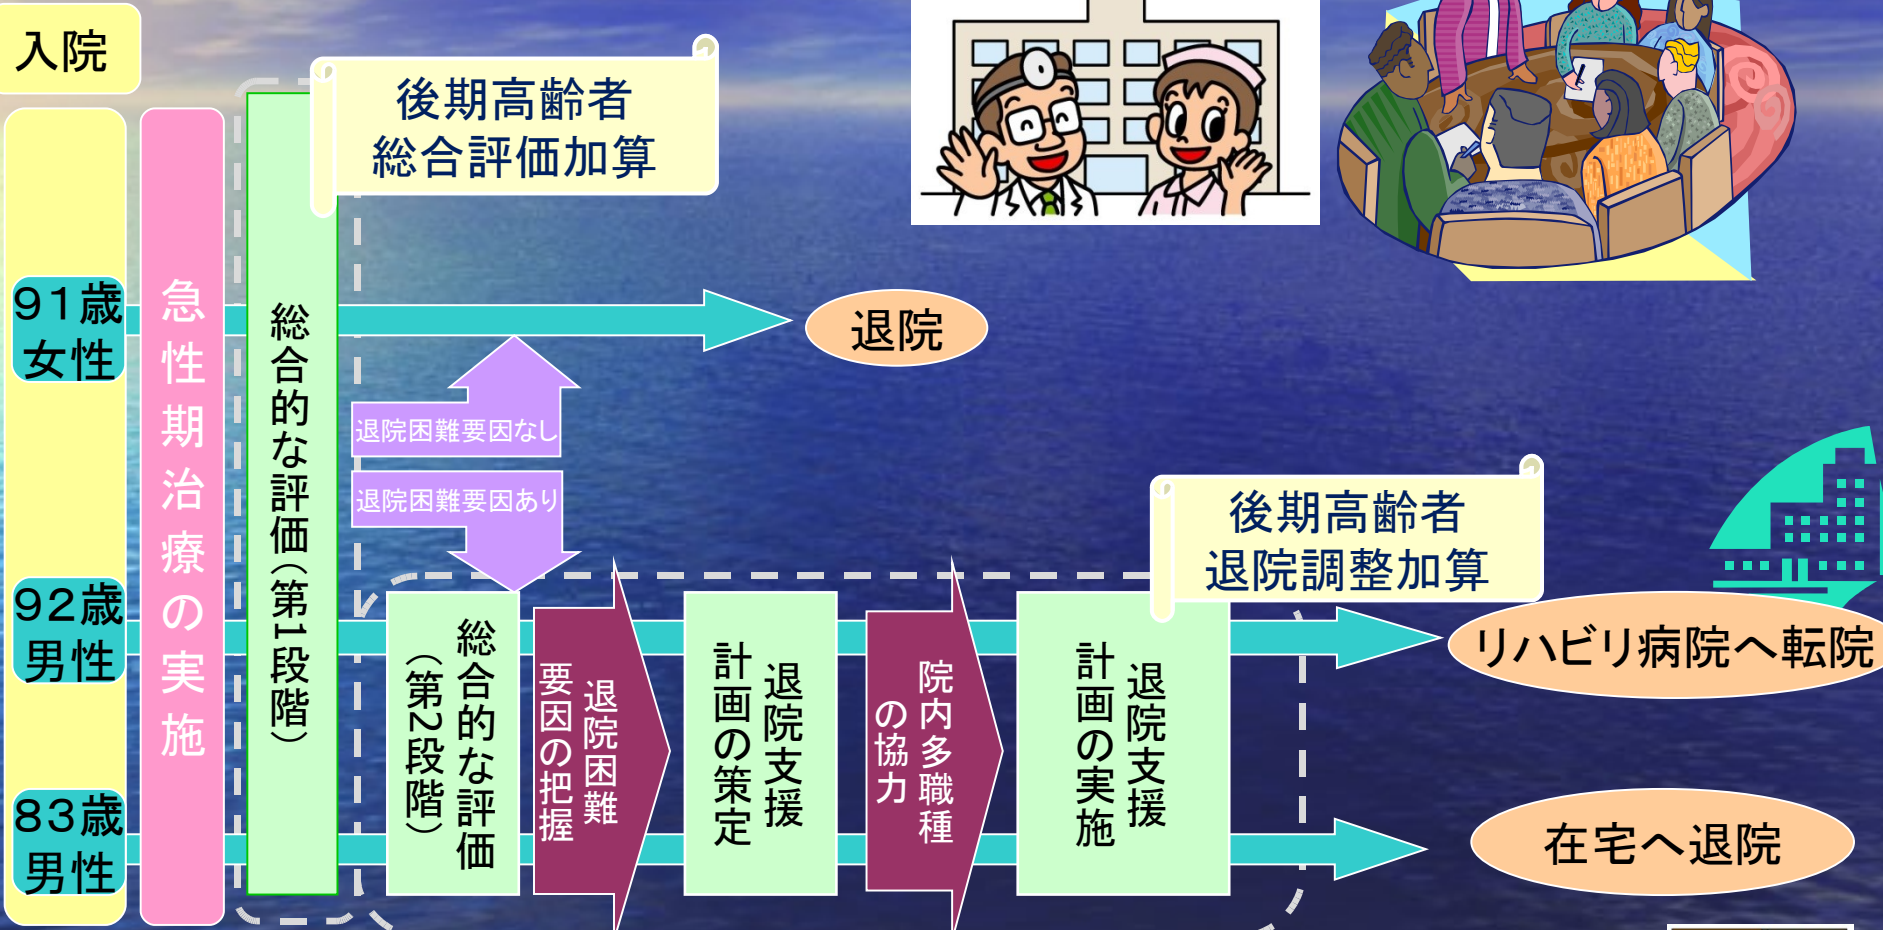 入院
後期高齢者
総合評価加算
91歳
女性
92歳
男性
83歳
男性
急性期治療の実施
総合的な評価(第1段階)
退院
退院困難要因なし
退院困難要因あり
後期高齢者
退院調整加算
総合的な評価
(第2段階)
退院困難
要因の把握
退院支援
計画の策定
院内多職種
の協力
退院支援
計画の実施
リハビリ病院へ転院
在宅へ退院